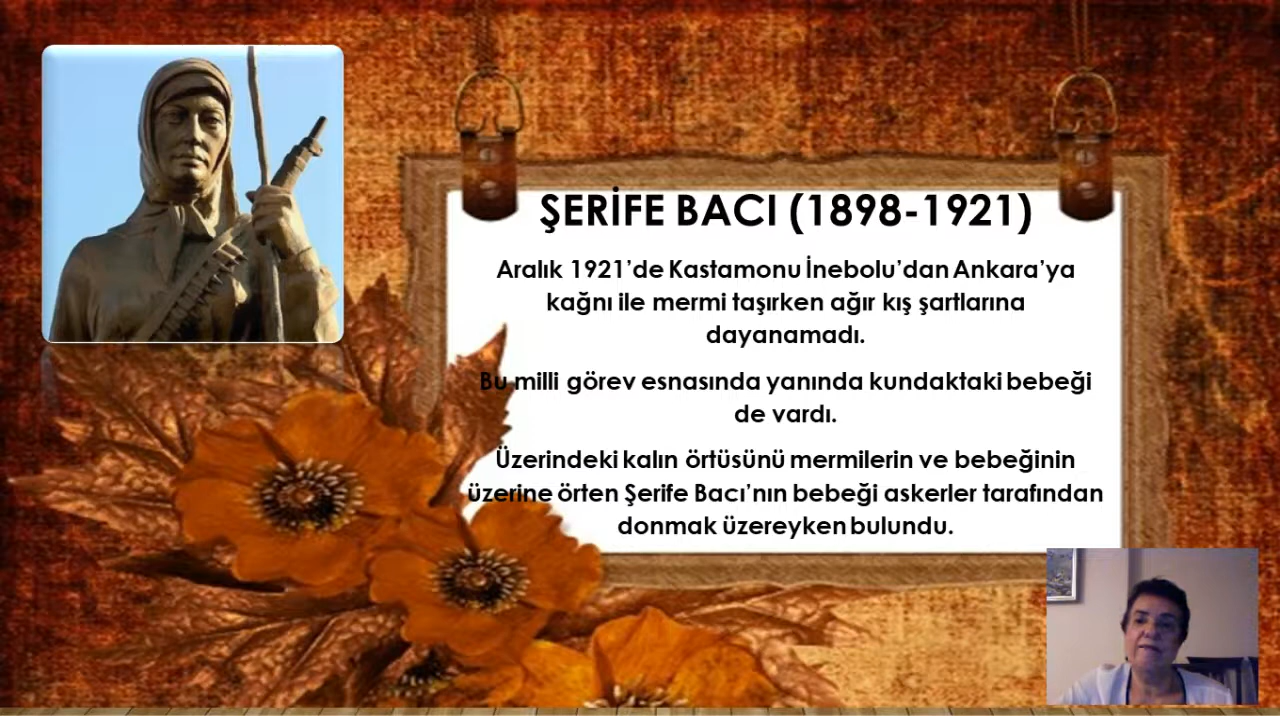 ŞERİFE BACI (1898-1921)
Aralık 1921’de Kastamonu İnebolu’dan Ankara’ya
kağnı ile mermi taşırken ağır kış şartlarına
dayanamadı.
Bu milli görev esnasında yanında kundaktaki bebeği
de vardı.
Üzerindeki kalın örtüsünü mermilerin ve bebeğinin
üzerine örten Şerife Bacı’nın bebeği askerler tarafından
donmak üzereyken bulundu.